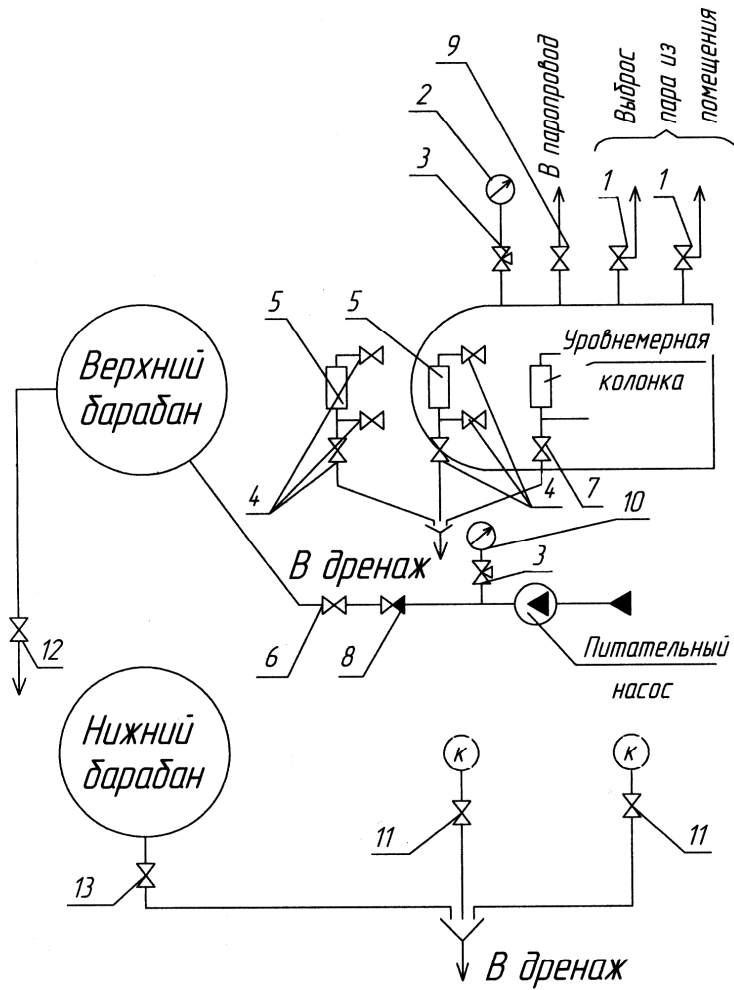 9
2
3
В паропровод
Выброс
пара из
помещения
1
1
5
5
Уровнемерная
колонка
Верхний
барабан
4
4
7
10
В дренаж
3
12
6
8
Питательный
насос
Нижний
барабан
К
К
11
11
13
В дренаж